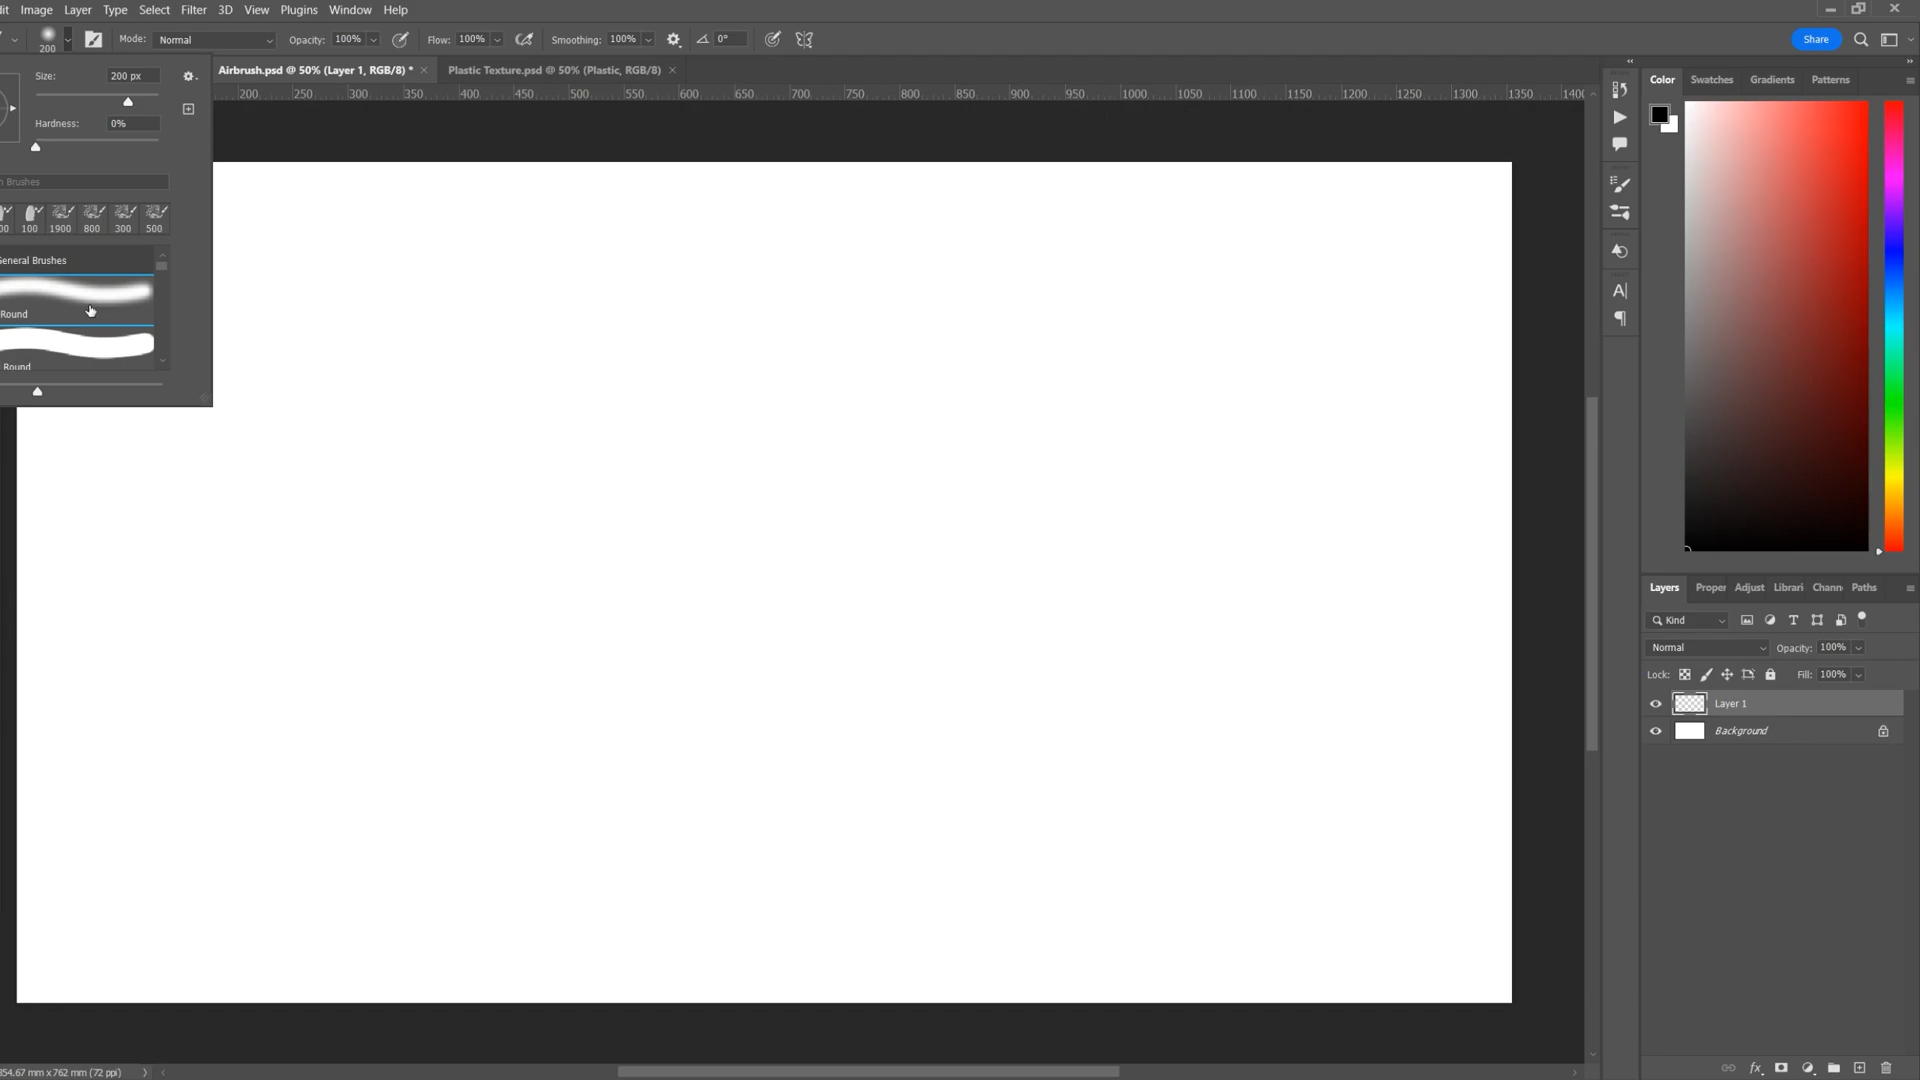 Image Layer Type Select Filter 3D View Plugins Window Help
200 Mode: Normal Opacity: 100% Flow: 100% Smoothing: 100% 0° Share
Airbrush.psd @ 50% (Layer 1, RGB/8) * Plastic Texture.psd @ 50% (Plastic, RGB/8)
200 250 300 350 400 450 500 550 600 650 700 750 800 850 900 950 1000 1050 1100 1150 1200 1250 1300 1350 1400
Size: 200 px
Hardness: 0%
Brushes
100 1900 800 300 500
General Brushes
Round
Round
Color Swatches Gradients Patterns
Layers Proper Adjust Librari Chann Paths
Kind
Normal Opacity: 100%
Lock: Fill: 100%
Layer 1
Background
354.67 mm x 762 mm (72 ppi)